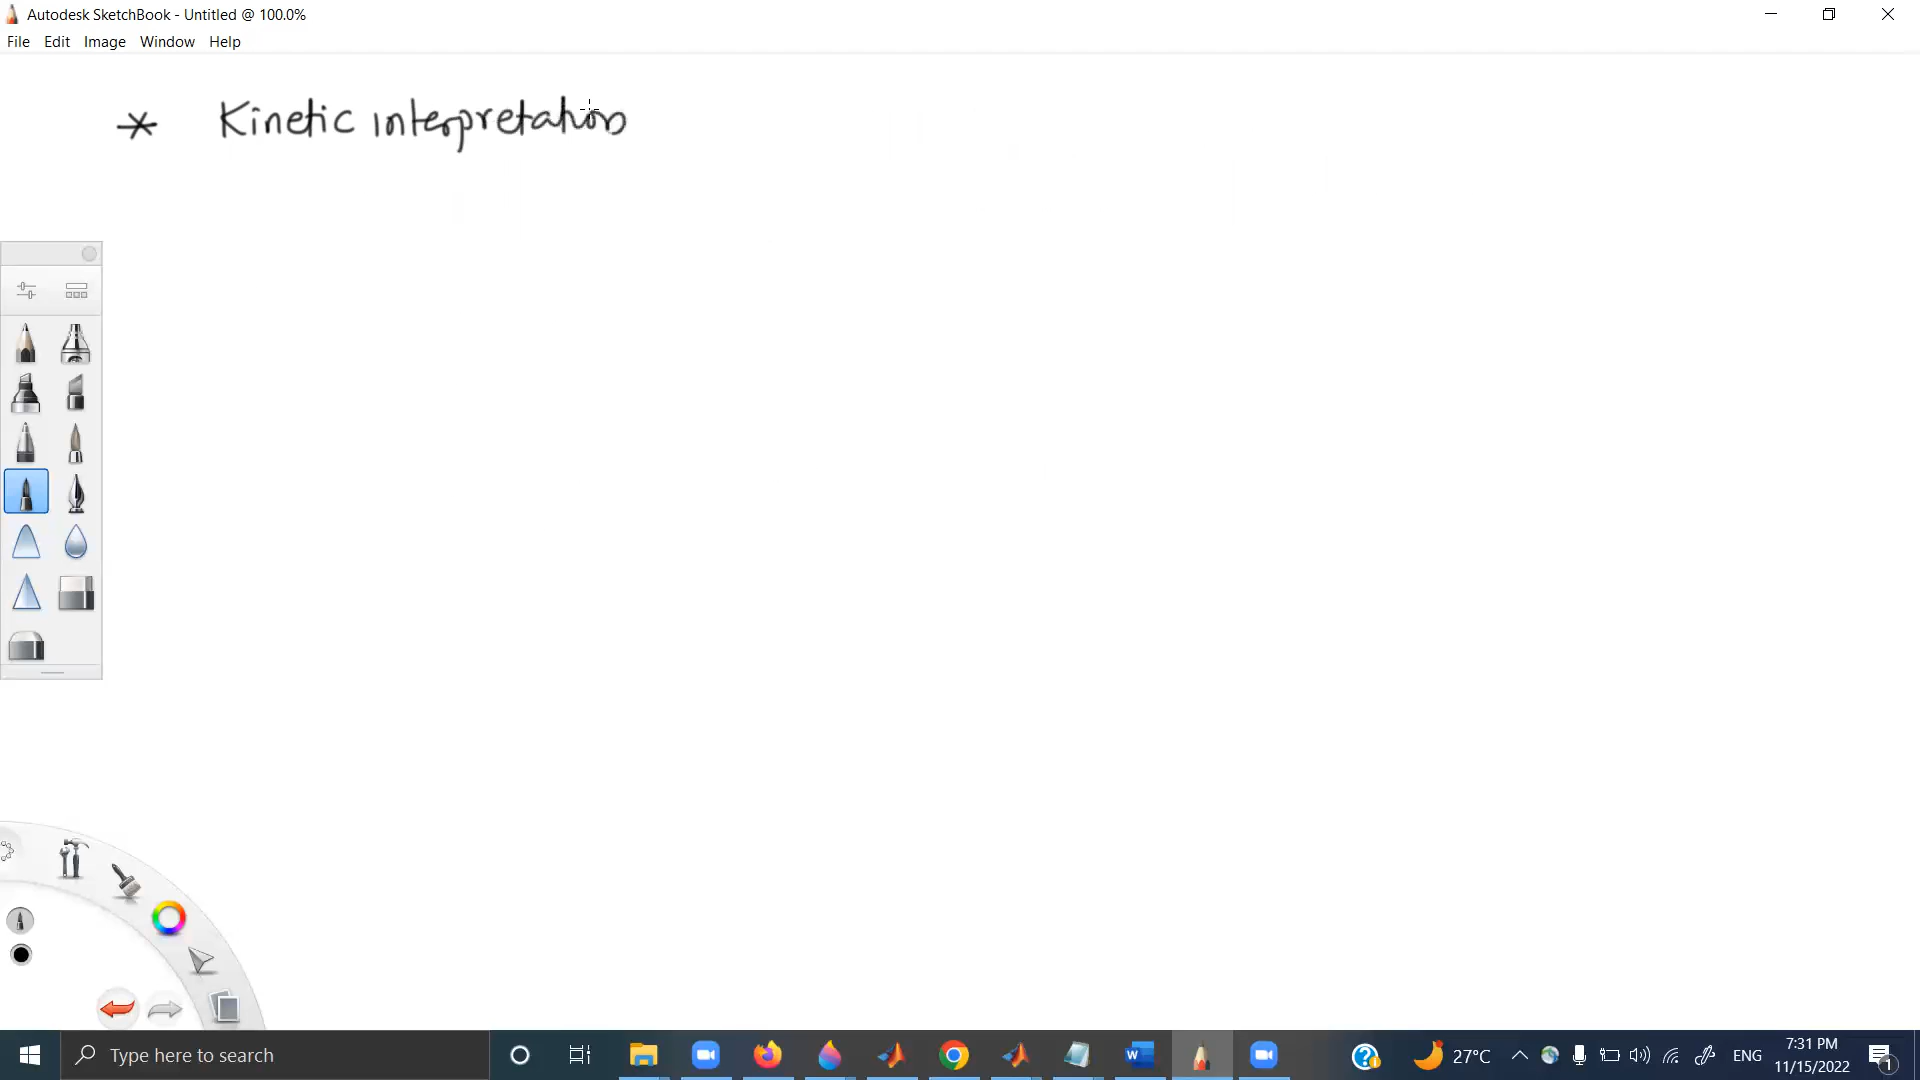 Autodesk SketchBook - Untitled @ 100.0%
File Edit Image Window Help
* Kinetic interpretation
Type here to search
27°C
ENG
7:31 PM
11/15/2022
1